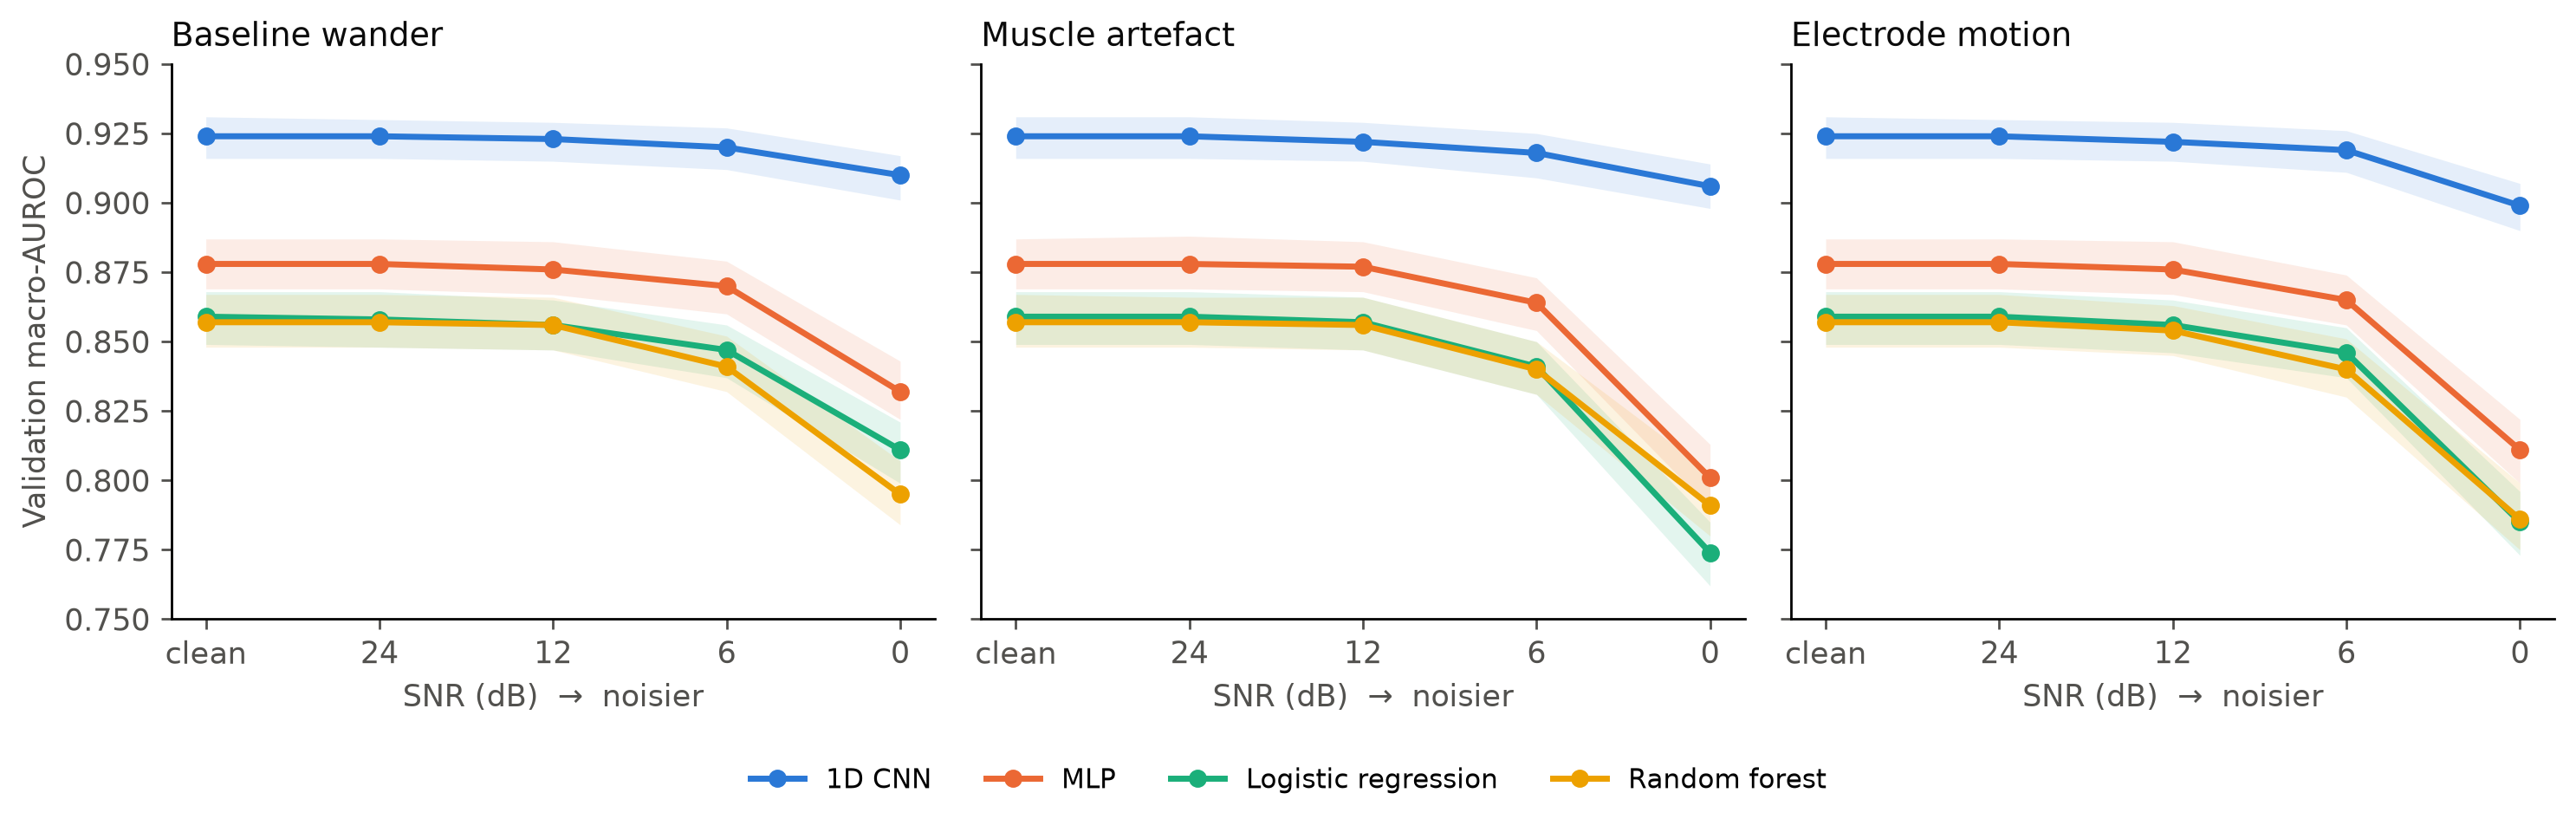 Baseline wander
Muscle artefact
Electrode motion
Validation macro-AUROC
0.950
0.925
0.900
0.875
0.850
0.825
0.800
0.775
0.750
clean 24 12 6 0
clean 24 12 6 0
clean 24 12 6 0
SNR (dB) → noisier
SNR (dB) → noisier
SNR (dB) → noisier
1D CNN
MLP
Logistic regression
Random forest